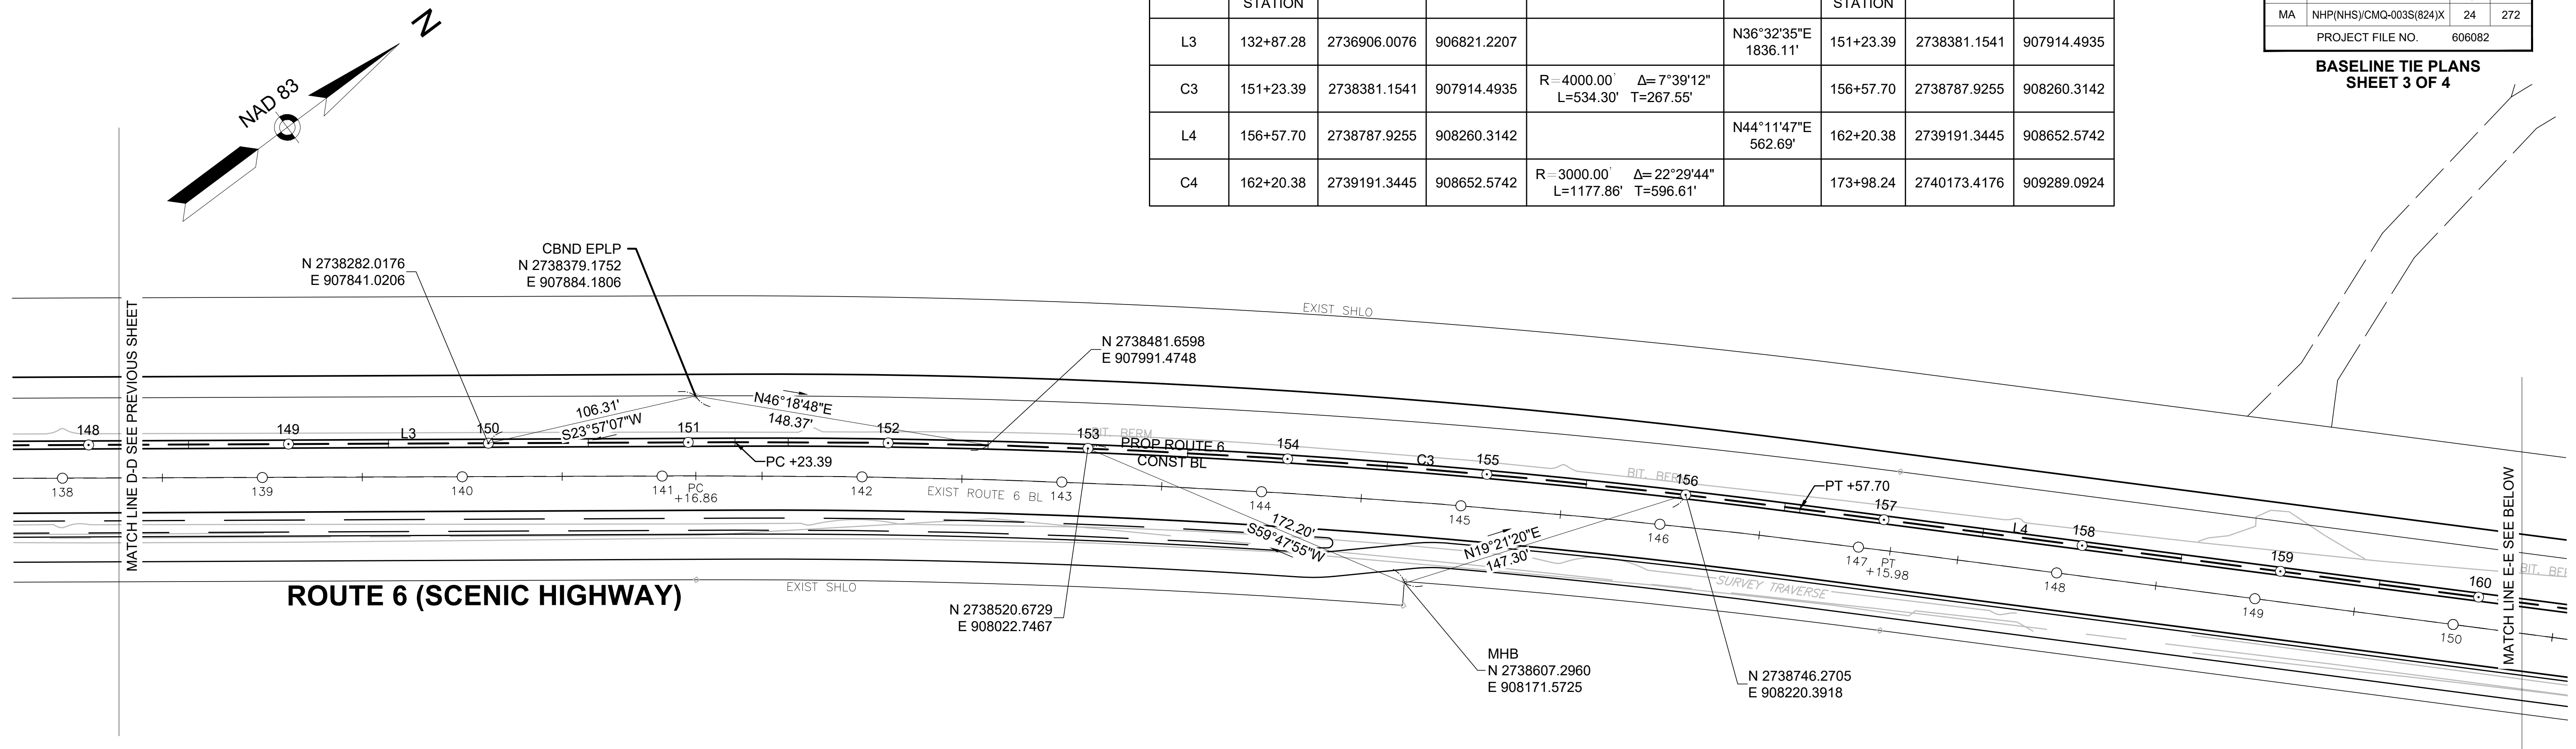 STATION STATION
L3 132+87.28 2736906.0076 906821.2207 N36°32'35"E 1836.11' 151+23.39 2738381.1541 907914.4935
C3 151+23.39 2738381.1541 907914.4935 R=4000.00' Δ=7°39'12" L=534.30' T=267.55' 156+57.70 2738787.9255 908260.3142
L4 156+57.70 2738787.9255 908260.3142 N44°11'47"E 562.69' 162+20.38 2739191.3445 908652.5742
C4 162+20.38 2739191.3445 908652.5742 R=3000.00' Δ=22°29'44" L=1177.86' T=596.61' 173+98.24 2740173.4176 909289.0924
MA NHP(NHS)/CMQ-003S(824)X 24 272
PROJECT FILE NO. 606082
BASELINE TIE PLANS
SHEET 3 OF 4
N
NAD 83
MATCH LINE D-D SEE PREVIOUS SHEET
N 2738282.0176
E 907841.0206
CBND EPLP
N 2738379.1752
E 907884.1806
N 2738481.6598
E 907991.4748
EXIST SHLO
106.31'
S23°57'07"W
N46°18'48"E
148.37'
148 149 L3 150 151 152 153 154 C3 155 156 157 L4 158 159 160
BIT. BERM
PROP ROUTE 6
CONST BL
PC +23.39
BIT. BER
PT +57.70
BIT. BE
138 139 140 141 142 143 144 145 146 147 148 149 150
PC
+16.86
EXIST ROUTE 6 BL
PT
+15.98
172.20'
S59°47'55"W
N19°21'20"E
147.30'
SURVEY TRAVERSE
ROUTE 6 (SCENIC HIGHWAY)
EXIST SHLO
N 2738520.6729
E 908022.7467
MHB
N 2738607.2960
E 908171.5725
N 2738746.2705
E 908220.3918
MATCH LINE E-E SEE BELOW